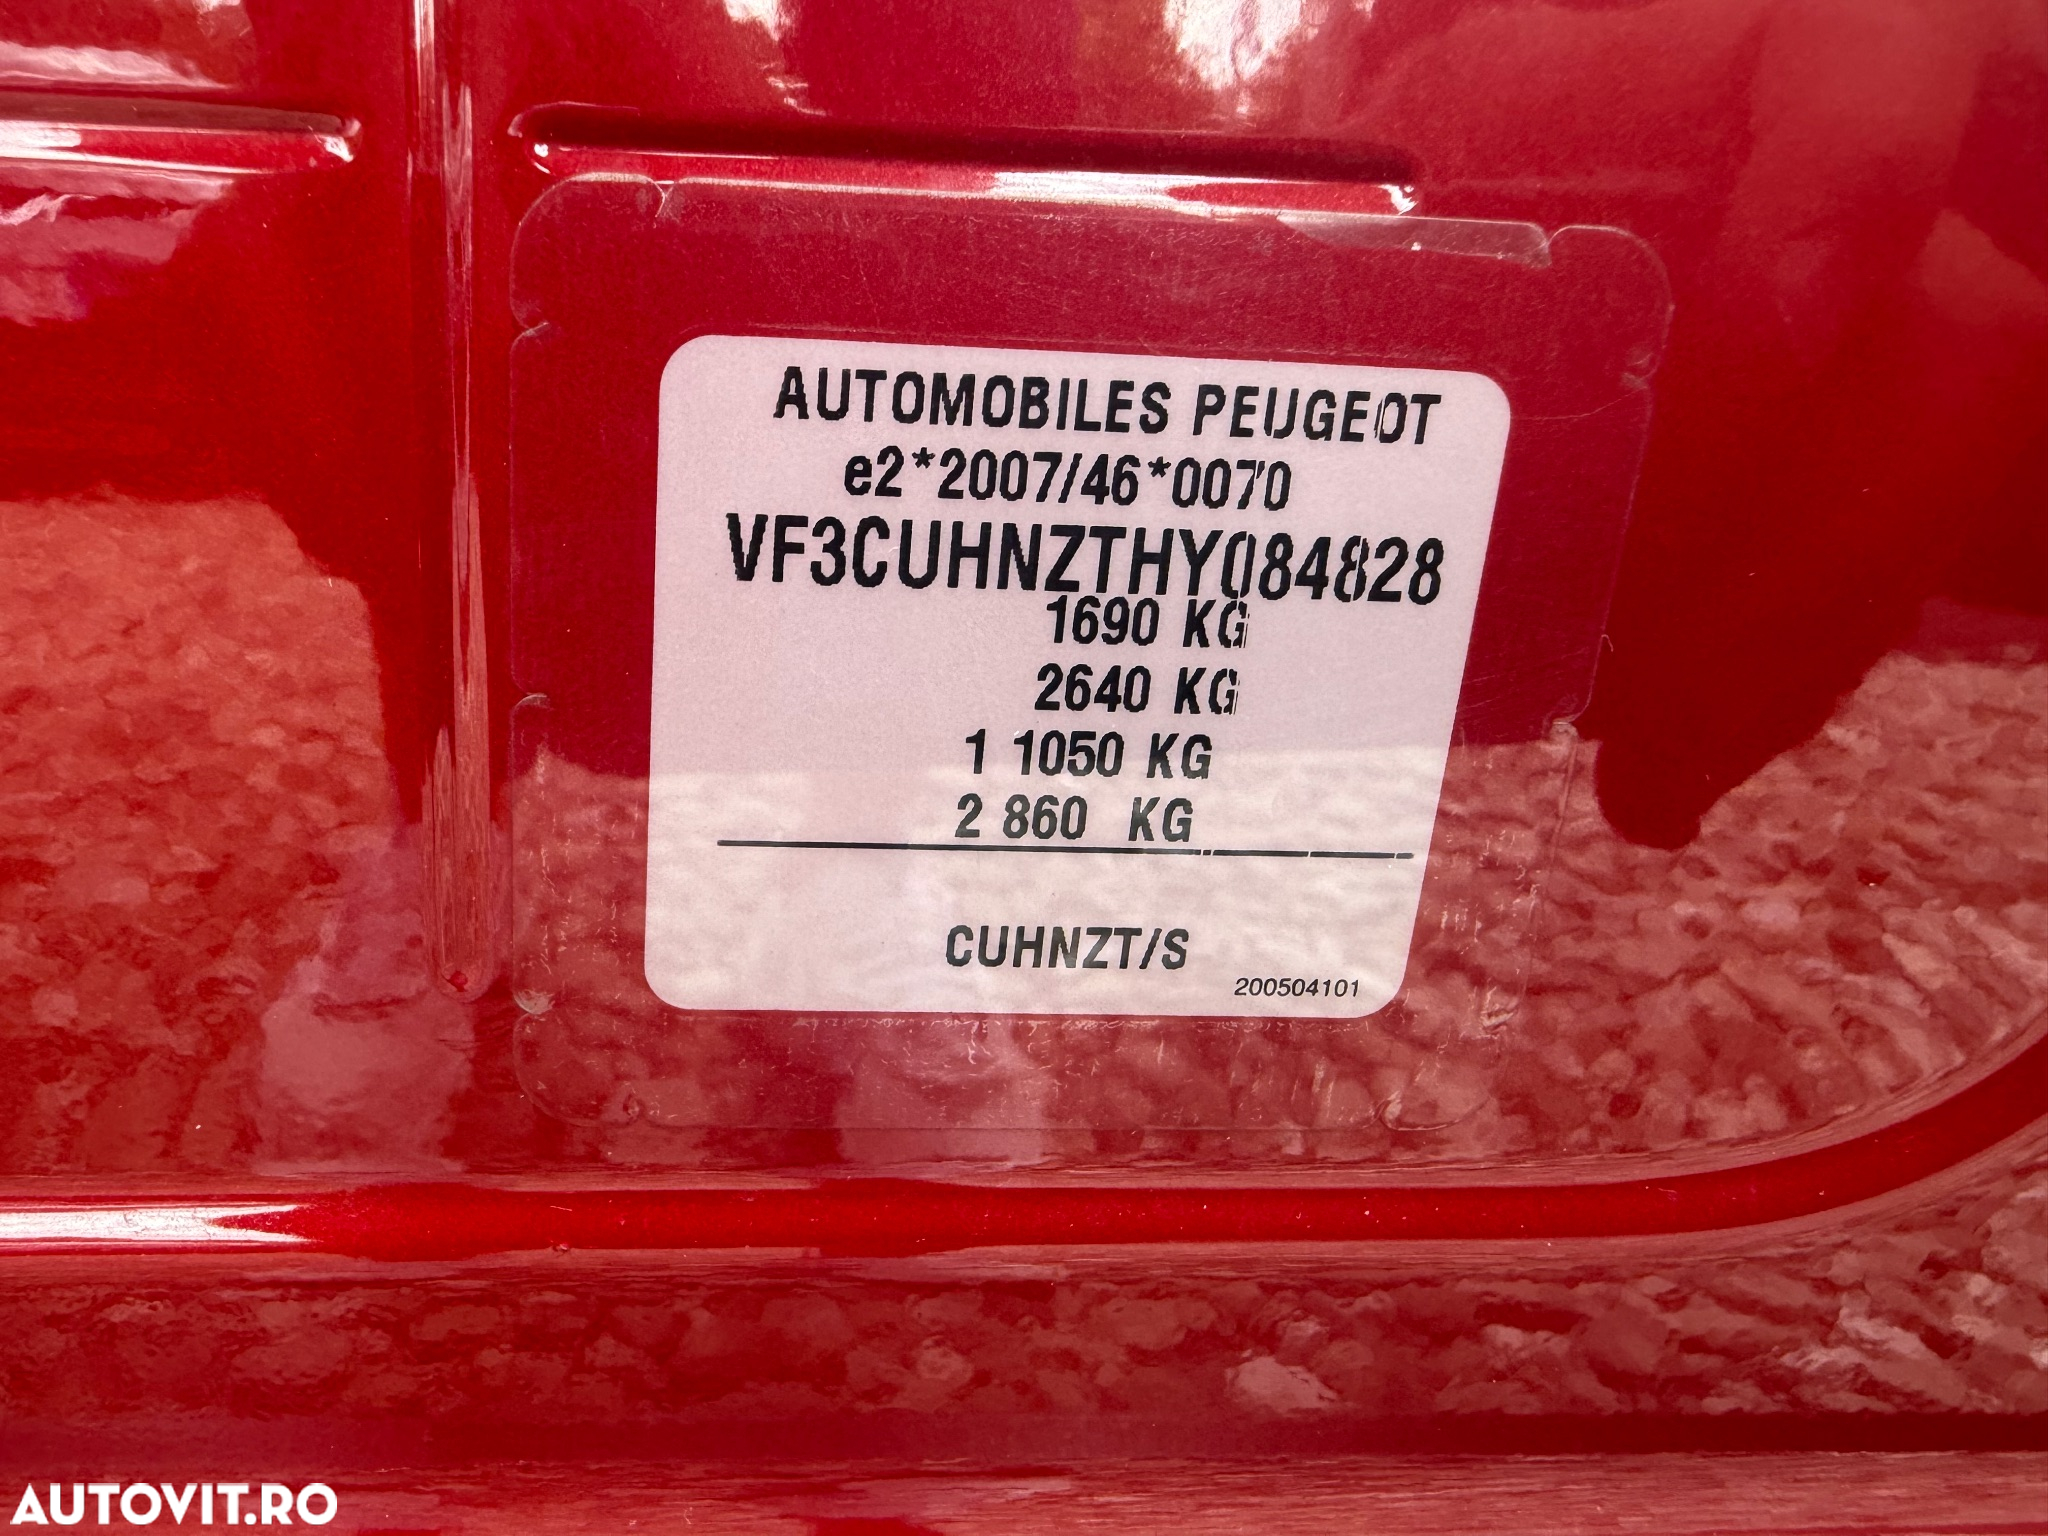 AUTOMOBILES PEUGEOT
e2*2007/46*0070
VF3CUHNZTHY084828
1690 KG
2640 KG
1 1050 KG
2 860 KG
CUHNZT/S
200504101
AUTOVIT.RO